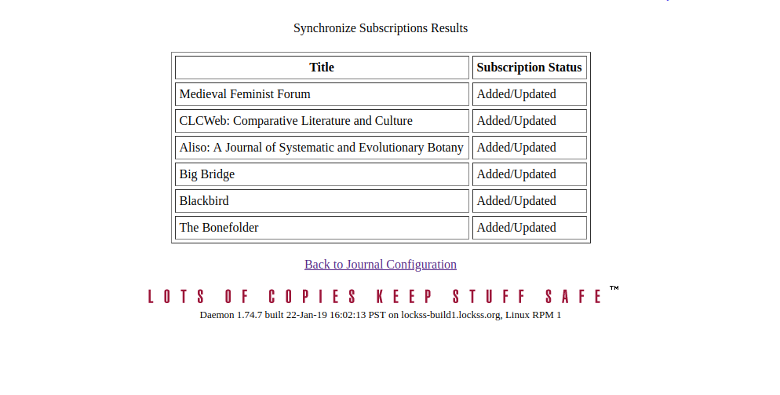 Synchronize Subscriptions Results
Title Subscription Status
Medieval Feminist Forum Added/Updated
CLCWeb: Comparative Literature and Culture Added/Updated
Aliso: A Journal of Systematic and Evolutionary Botany Added/Updated
Big Bridge Added/Updated
Blackbird Added/Updated
The Bonefolder Added/Updated
Back to Journal Configuration
LOTS OF COPIES KEEP STUFF SAFE™
Daemon 1.74.7 built 22-Jan-19 16:02:13 PST on lockss-build1.lockss.org, Linux RPM 1